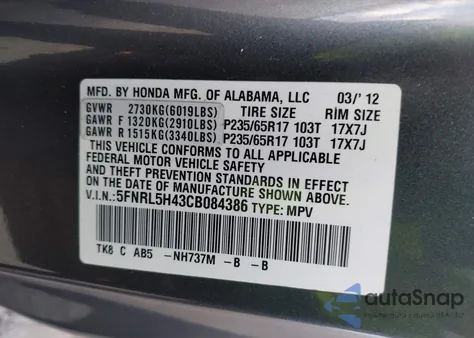 MFD. BY HONDA MFG. OF ALABAMA, LLC 03/'12
TIRE SIZE RIM SIZE
GVWR 2730KG(6019LBS)
GAWR F 1320KG(2910LBS) P235/65R17 103T 17X7J
GAWR R 1515KG(3340LBS) P235/65R17 103T 17X7J
THIS VEHICLE CONFORMS TO ALL APPLICABLE
FEDERAL MOTOR VEHICLE SAFETY
AND THEFT PREVENTION STANDARDS IN EFFECT
ON THE DATE OF MANUFACTURE SHOWN ABOVE.
V.I.N.: 5FNRL5H43CB084386 TYPE: MPV
TK8 C AB5 -NH737M -B -B
autaSnap